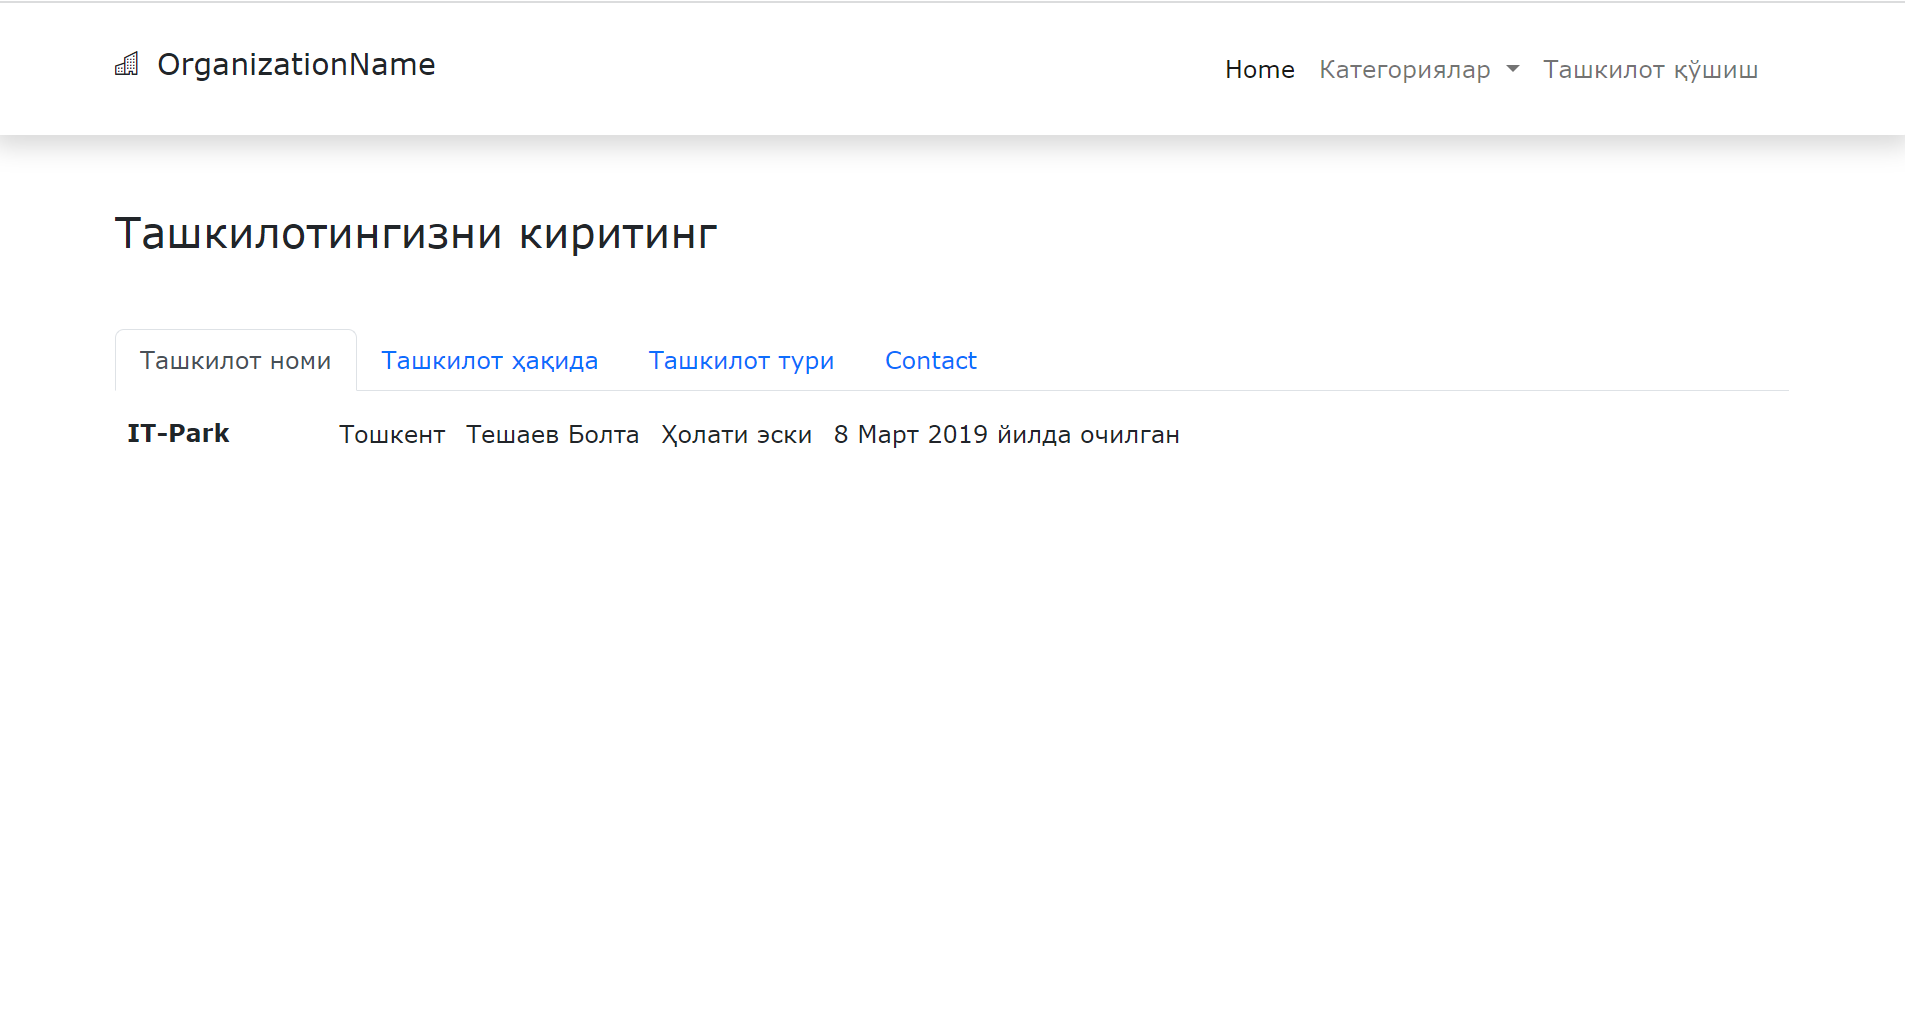 OrganizationName
Home Категориялар Ташкилот қўшиш
Ташкилотингизни киритинг
Ташкилот номи Ташкилот ҳақида Ташкилот тури Contact
IT-Park Тошкент Тешаев Болта Ҳолати эски 8 Март 2019 йилда очилган